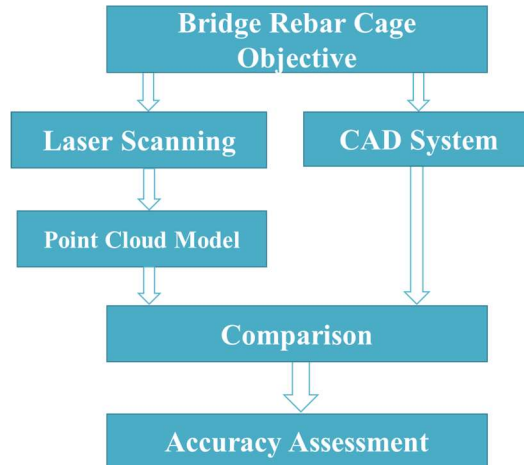 Bridge Rebar Cage
Objective
Laser Scanning
CAD System
Point Cloud Model
Comparison
Accuracy Assessment